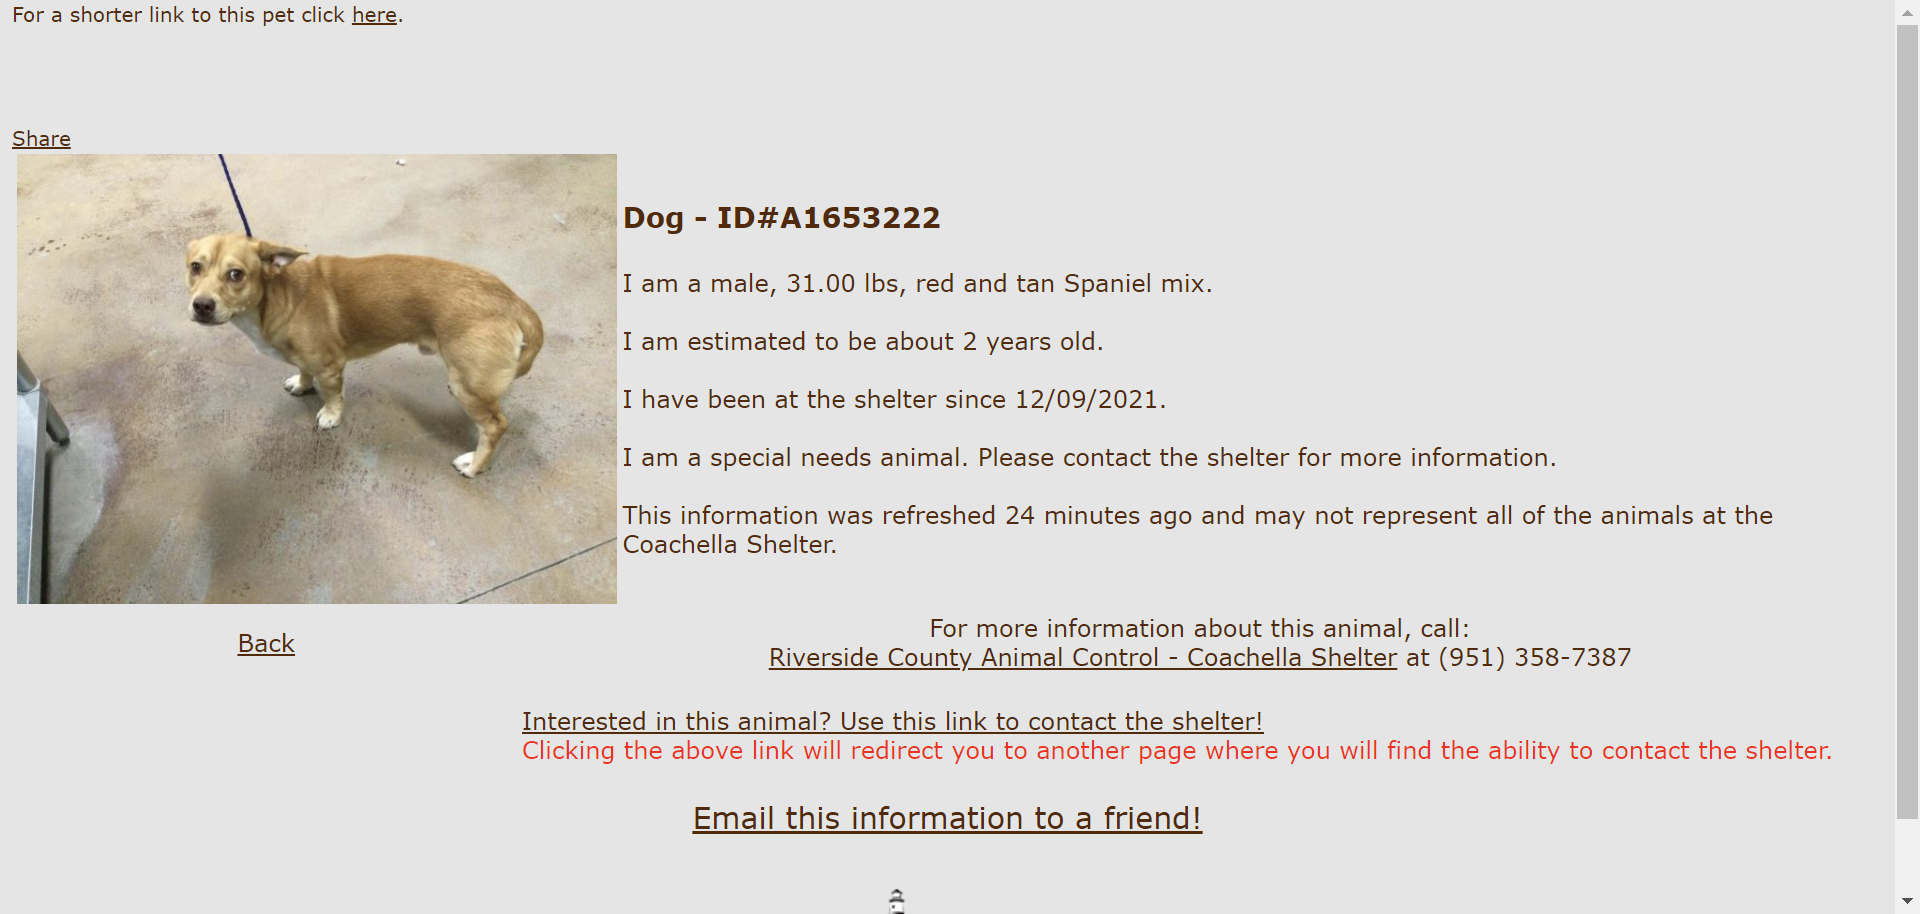 For a shorter link to this pet click here.
Share
Dog - ID#A1653222
I am a male, 31.00 lbs, red and tan Spaniel mix.
I am estimated to be about 2 years old.
I have been at the shelter since 12/09/2021.
I am a special needs animal. Please contact the shelter for more information.
This information was refreshed 24 minutes ago and may not represent all of the animals at the
Coachella Shelter.
Back
For more information about this animal, call:
Riverside County Animal Control - Coachella Shelter at (951) 358-7387
Interested in this animal? Use this link to contact the shelter!
Clicking the above link will redirect you to another page where you will find the ability to contact the shelter.
Email this information to a friend!